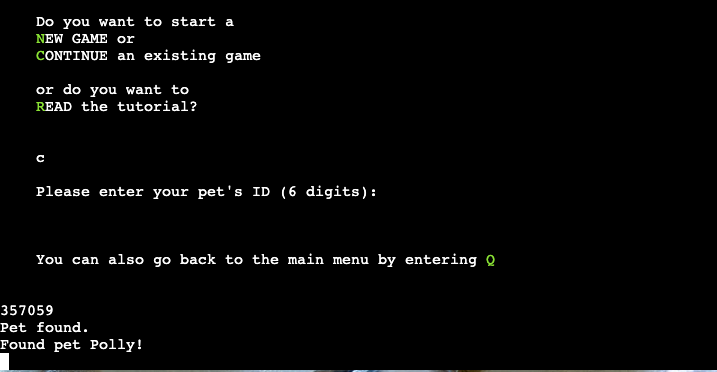 Do you want to start a
NEW GAME or
CONTINUE an existing game
or do you want to
READ the tutorial?
c
Please enter your pet's ID (6 digits):
You can also go back to the main menu by entering Q
357059
Pet found.
Found pet Polly!